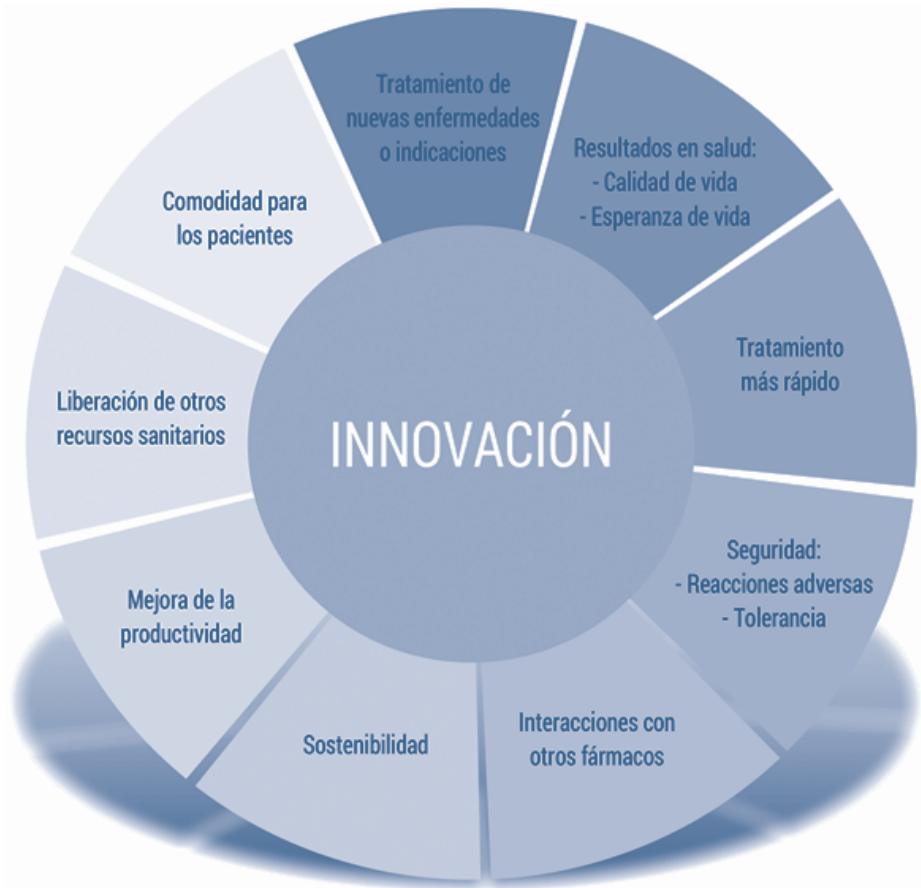 Tratamiento de
nuevas enfermedades
o indicaciones
Resultados en salud:
- Calidad de vida
- Esperanza de vida
Tratamiento
más rápido
Seguridad:
- Reacciones adversas
- Tolerancia
Interacciones con
otros fármacos
Sostenibilidad
Mejora de la
productividad
Liberación de otros
recursos sanitarios
Comodidad para
los pacientes
INNOVACIÓN